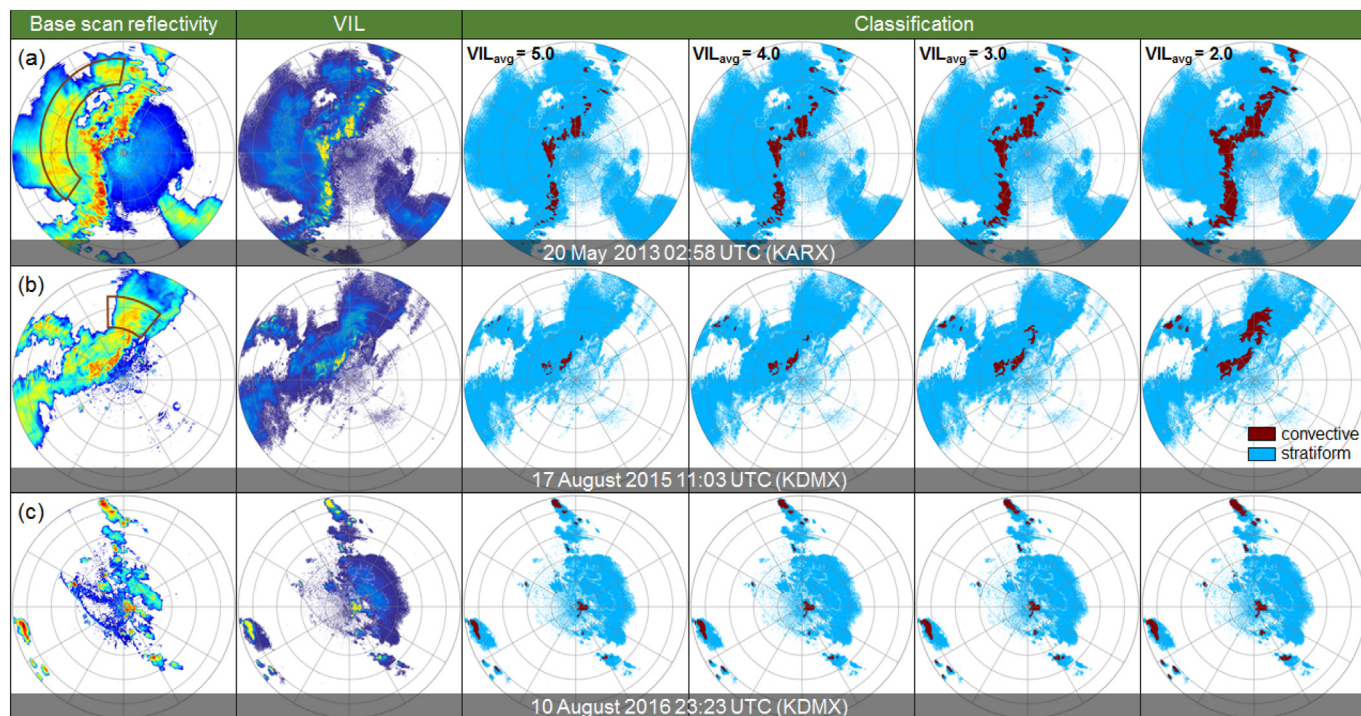 Base scan reflectivity VIL Classification
(a) VILavg = 5.0 VILavg = 4.0 VILavg = 3.0 VILavg = 2.0
20 May 2013 02:58 UTC (KARX)
(b)
convective
stratiform
17 August 2015 11:03 UTC (KDMX)
(c)
10 August 2016 23:23 UTC (KDMX)